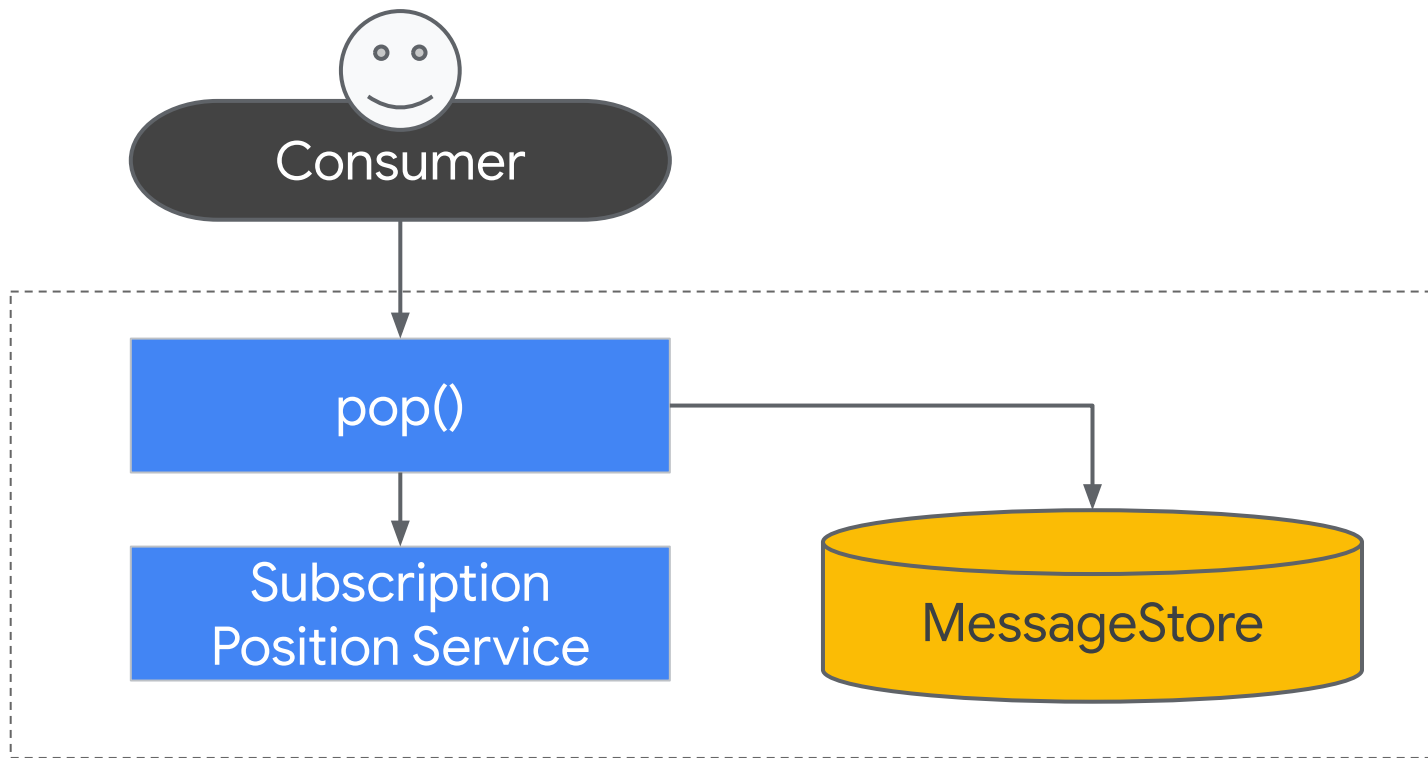 Consumer
pop()
Subscription
Position Service
MessageStore